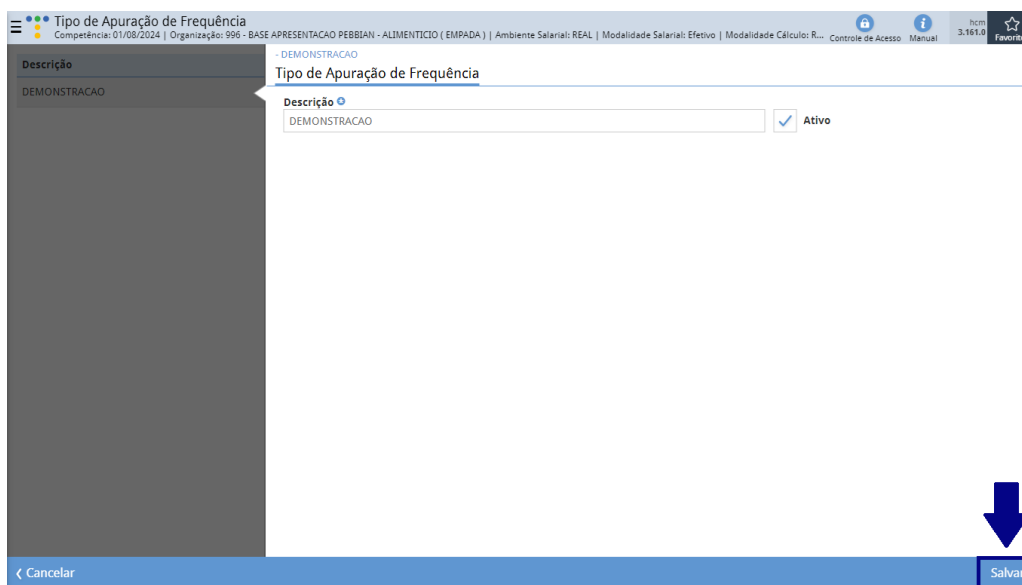 Tipo de Apuração de Frequência
Competência: 01/08/2024 | Organização: 996 - BASE APRESENTACAO PEBBIAN - ALIMENTICIO ( EMPADA ) | Ambiente Salarial: REAL | Modalidade Salarial: Efetivo | Modalidade Cálculo: R...
Controle de Acesso
Manual
hcm
3.161.0
Favorit
Descrição
DEMONSTRACAO
- DEMONSTRACAO
Tipo de Apuração de Frequência
Descrição
DEMONSTRACAO
Ativo
Cancelar
Salvar